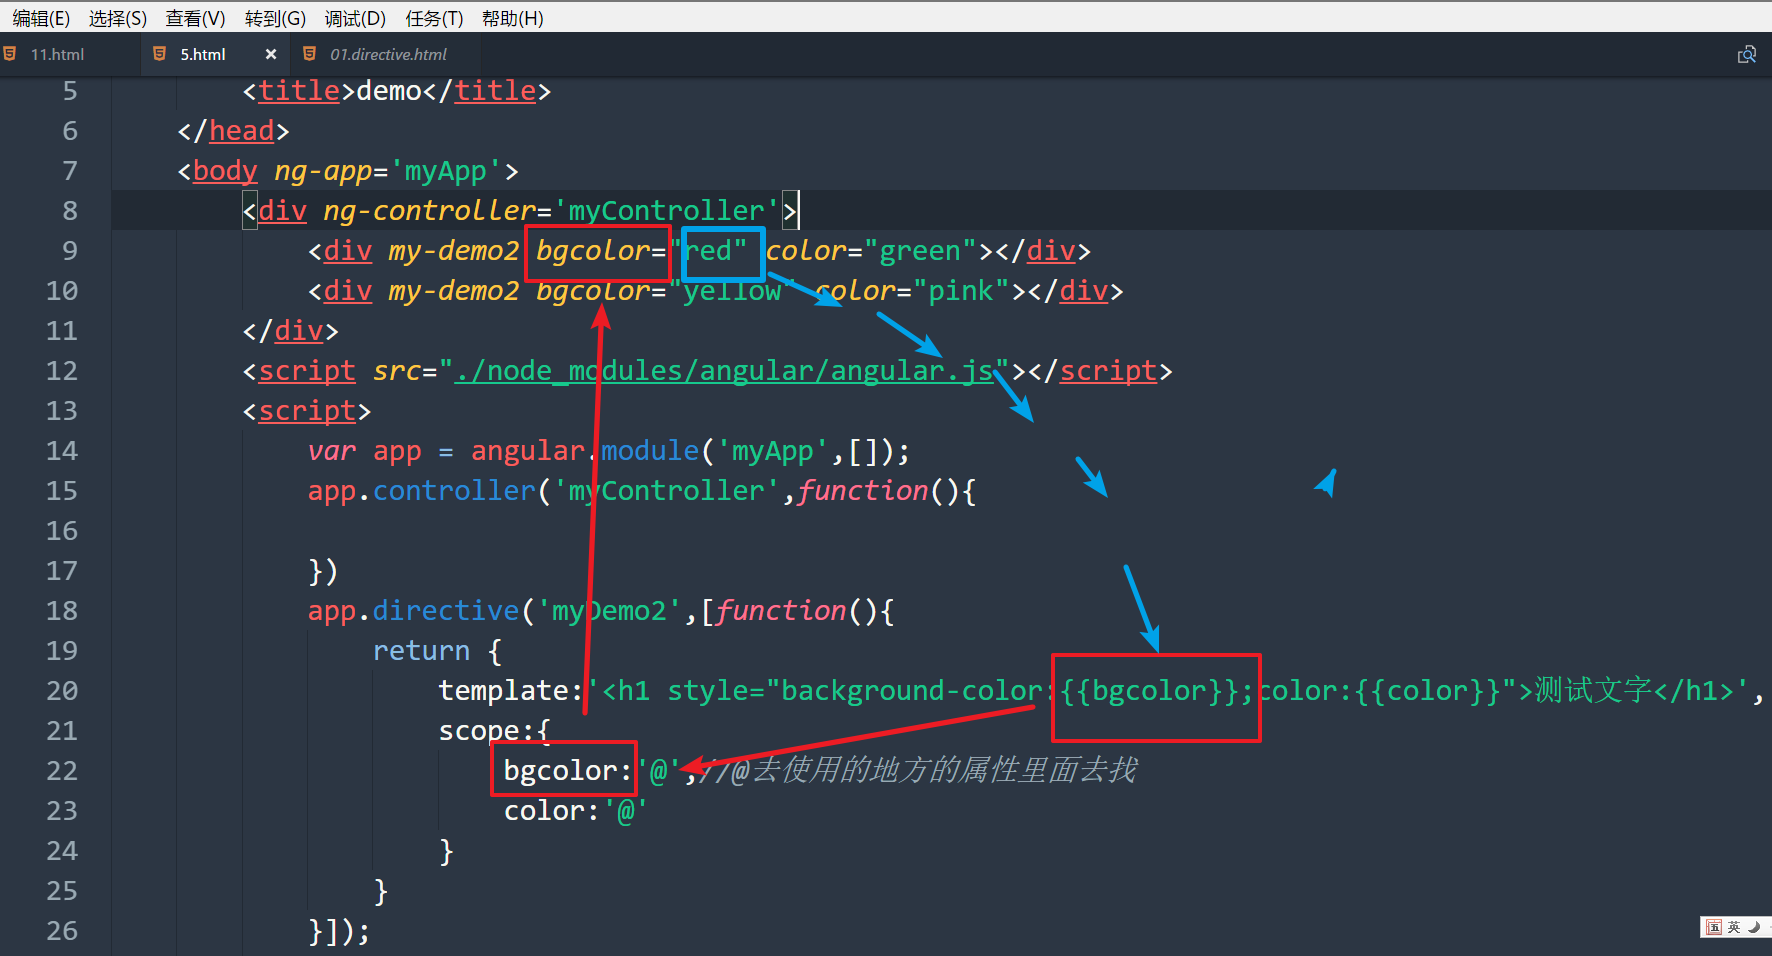 编辑(E) 选择(S) 查看(V) 转到(G) 调试(D) 任务(T) 帮助(H)
11.html 5.html × 01.directive.html
5 <title>demo</title>
6 </head>
7 <body ng-app='myApp'>
8 <div ng-controller='myController'>
9 <div my-demo2 bgcolor="red" color="green"></div>
10 <div my-demo2 bgcolor="yellow" color="pink"></div>
11 </div>
12 <script src="./node_modules/angular/angular.js"></script>
13 <script>
14 var app = angular.module('myApp',[]);
15 app.controller('myController',function(){
16
17 })
18 app.directive('myDemo2',[function(){
19 return {
20 template:'<h1 style="background-color:{{bgcolor}};color:{{color}}">测试文字</h1>',
21 scope:{
22 bgcolor:'@',//@去使用的地方的属性里面去找
23 color:'@'
24 }
25 }
26 }]);
五 英